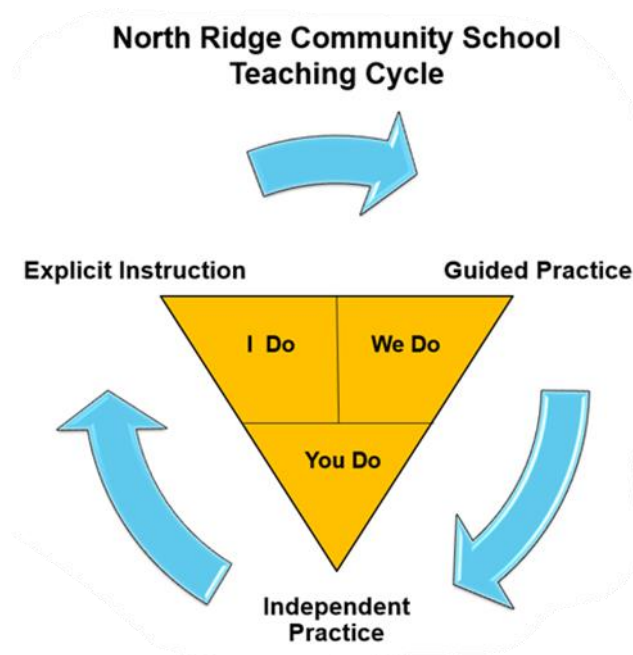 North Ridge Community School
Teaching Cycle
Explicit Instruction
Guided Practice
I Do
We Do
You Do
Independent
Practice